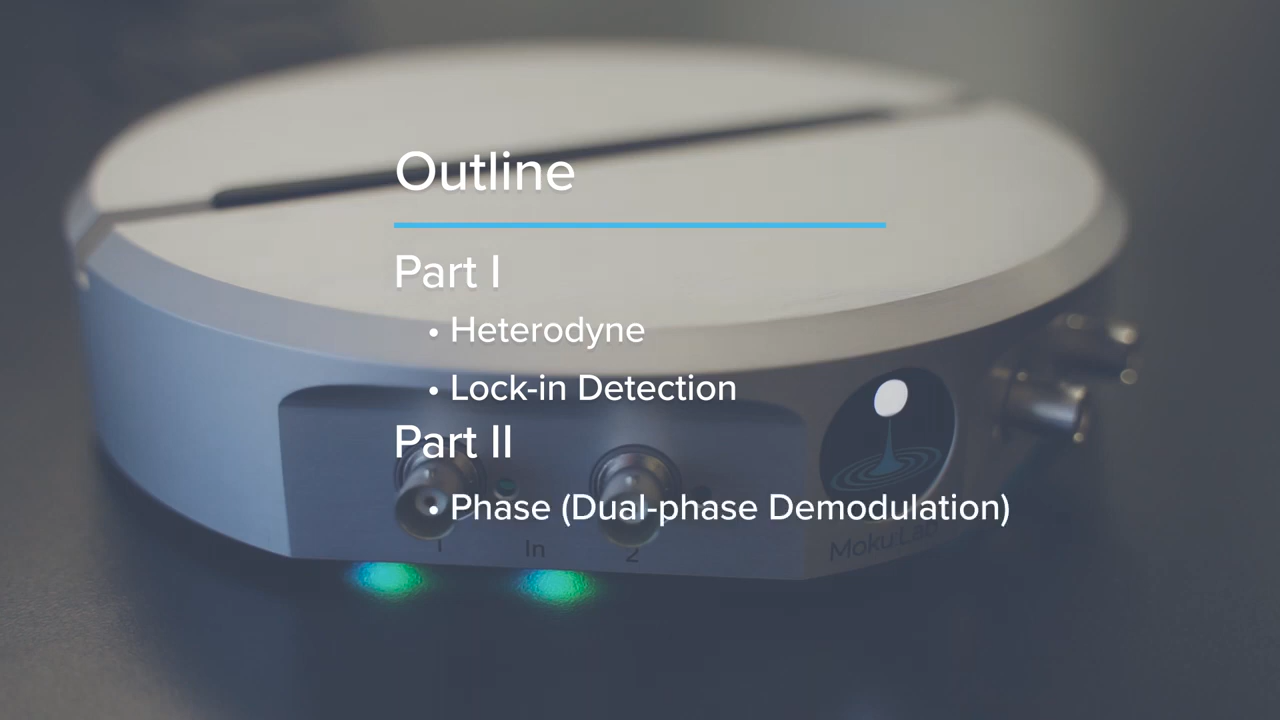 Outline
Part I
• Heterodyne
• Lock-in Detection
Part II
• Phase (Dual-phase Demodulation)
1 In 2
Moku:Lab